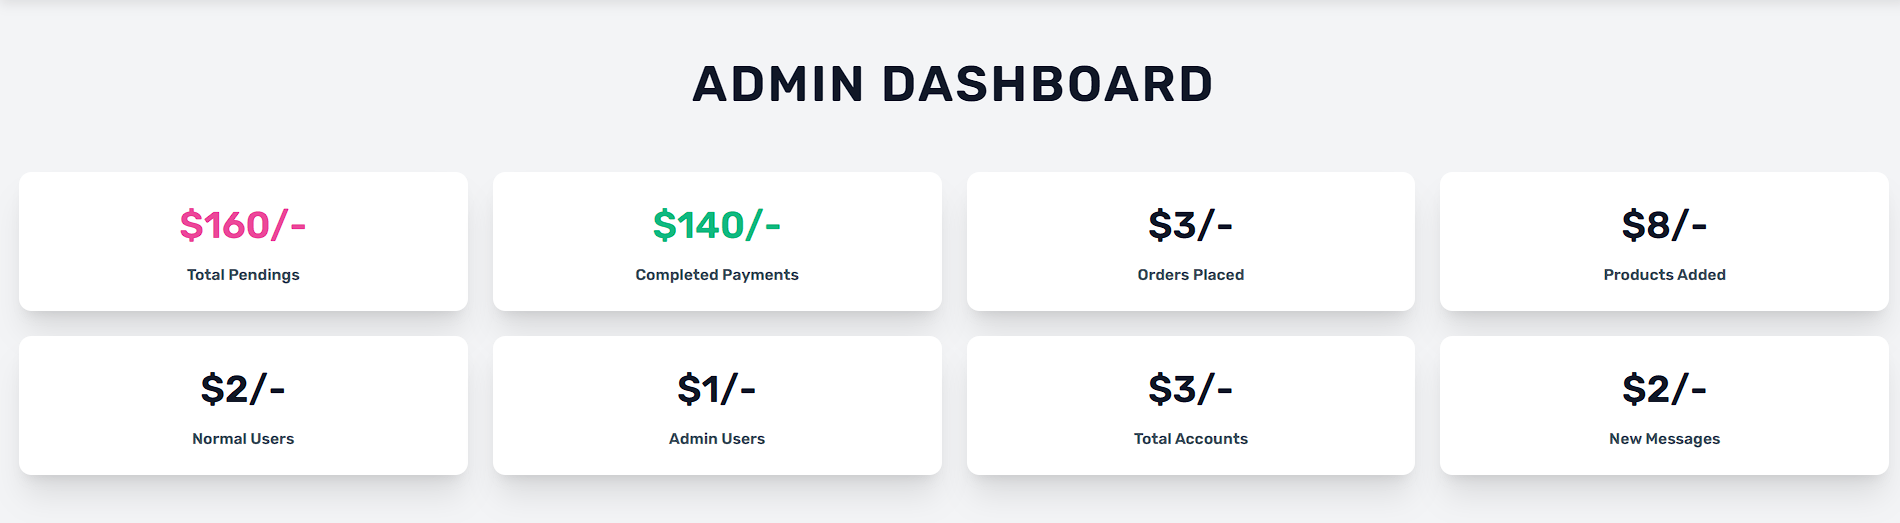 ADMIN DASHBOARD
$160/-
Total Pendings
$140/-
Completed Payments
$3/-
Orders Placed
$8/-
Products Added
$2/-
Normal Users
$1/-
Admin Users
$3/-
Total Accounts
$2/-
New Messages